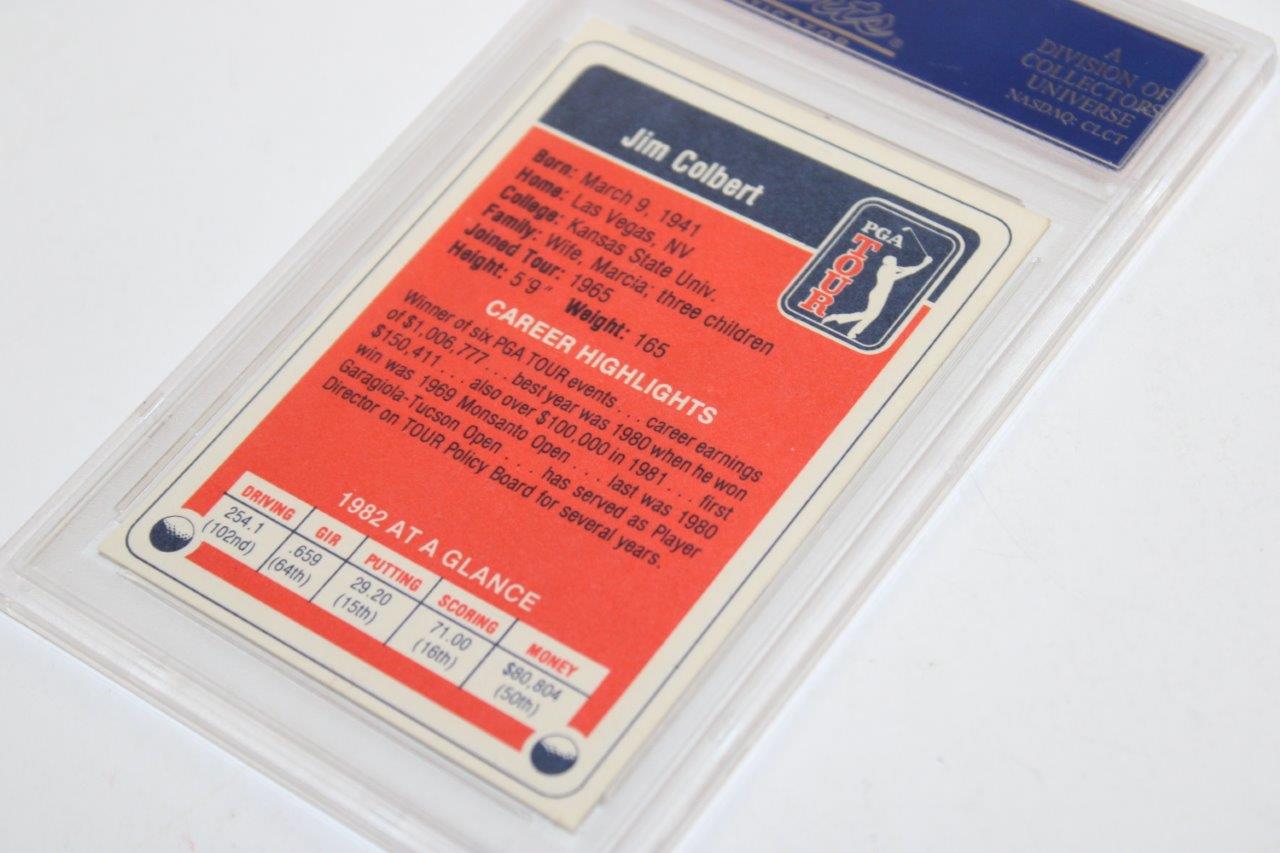 A
DIVISION OF
COLLECTORS
UNIVERSE
NASDAQ: CLCT
Jim Colbert
PGA
TOUR
Born: March 9, 1941
Home: Las Vegas, NV
College: Kansas State Univ.
Family: Wife, Marcia; three children
Joined Tour: 1965
Height: 5'9" Weight: 165
CAREER HIGHLIGHTS
Winner of six PGA TOUR events . . . career earnings
of $1,006,777 . . . best year was 1980 when he won
$150,411 . . . also over $100,000 in 1981 . . . first
win was 1969 Monsanto Open . . . last was 1980
Garagiola-Tucson Open . . . has served as Player
Director on TOUR Policy Board for several years.
1982 AT A GLANCE
DRIVING GIR PUTTING SCORING MONEY
254.1 .659 29.20 71.00 $80,804
(102nd) (64th) (15th) (16th) (50th)